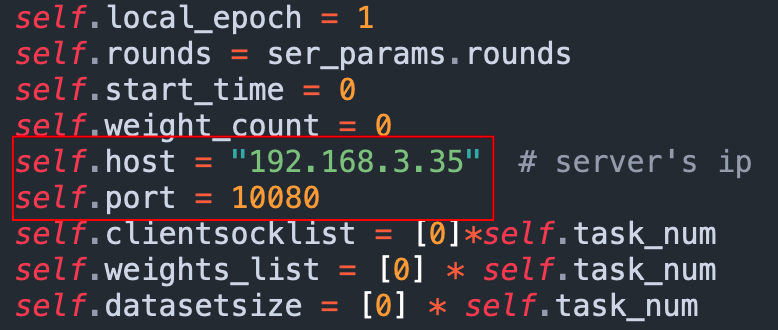 self.local_epoch = 1
self.rounds = ser_params.rounds
self.start_time = 0
self.weight_count = 0
self.host = "192.168.3.35"  # server's ip
self.port = 10080
self.clientsocklist = [0]*self.task_num
self.weights_list = [0] * self.task_num
self.datasetsize = [0] * self.task_num